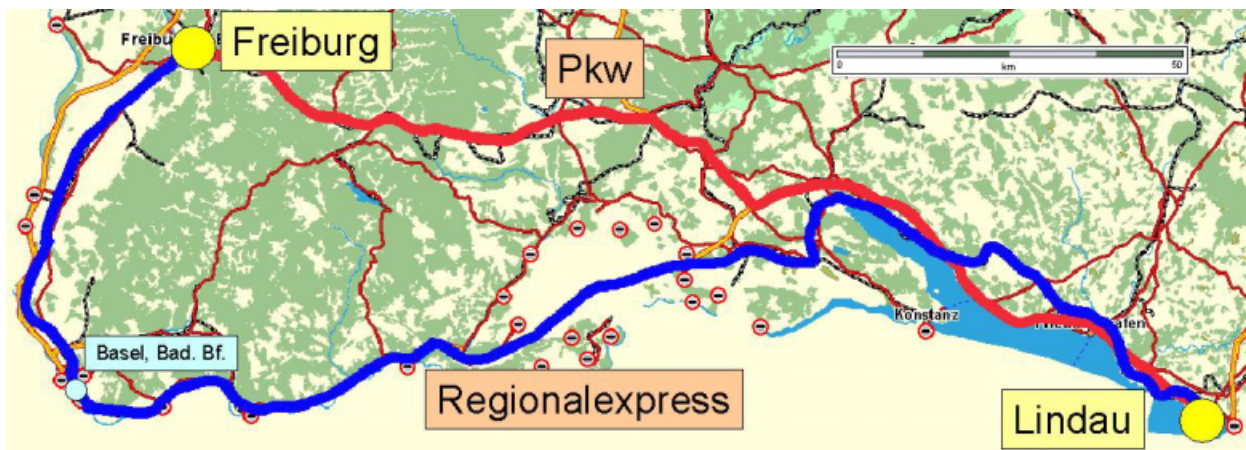 Freiburg
Pkw
0 50
km
Konstanz
Basel, Bad. Bf.
Regionalexpress
Lindau